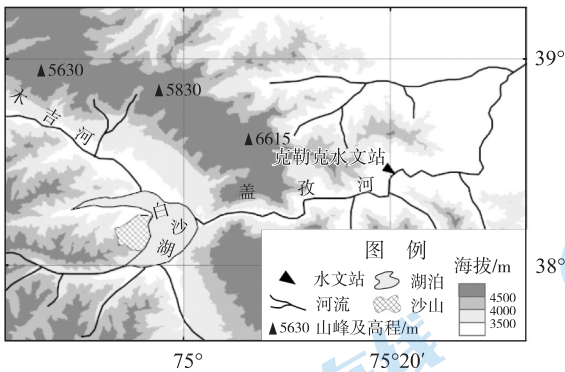 39°
▲5630
▲5830
木吉河
▲6615
克勒克水文站
盖孜河
白沙湖
38°
图 例
水文站
湖泊
河流
沙山
▲5630 山峰及高程/m
海拔/m
4500
4000
3500
75°
75°20′
在线